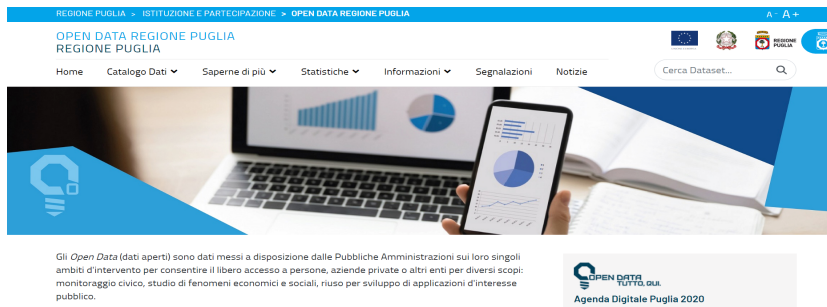 REGIONE PUGLIA > ISTITUZIONE E PARTECIPAZIONE > OPEN DATA REGIONE PUGLIA
A- A+
OPEN DATA REGIONE PUGLIA
REGIONE PUGLIA
REGIONE
PUGLIA
Home Catalogo Dati Saperne di più Statistiche Informazioni Segnalazioni Notizie
Cerca Dataset...
Gli Open Data (dati aperti) sono dati messi a disposizione dalle Pubbliche Amministrazioni sui loro singoli
ambiti d'intervento per consentire il libero accesso a persone, aziende private o altri enti per diversi scopi:
monitoraggio civico, studio di fenomeni economici e sociali, riuso per sviluppo di applicazioni d'interesse
pubblico.
OPEN DATA
TUTTO, QUI.
Agenda Digitale Puglia 2020